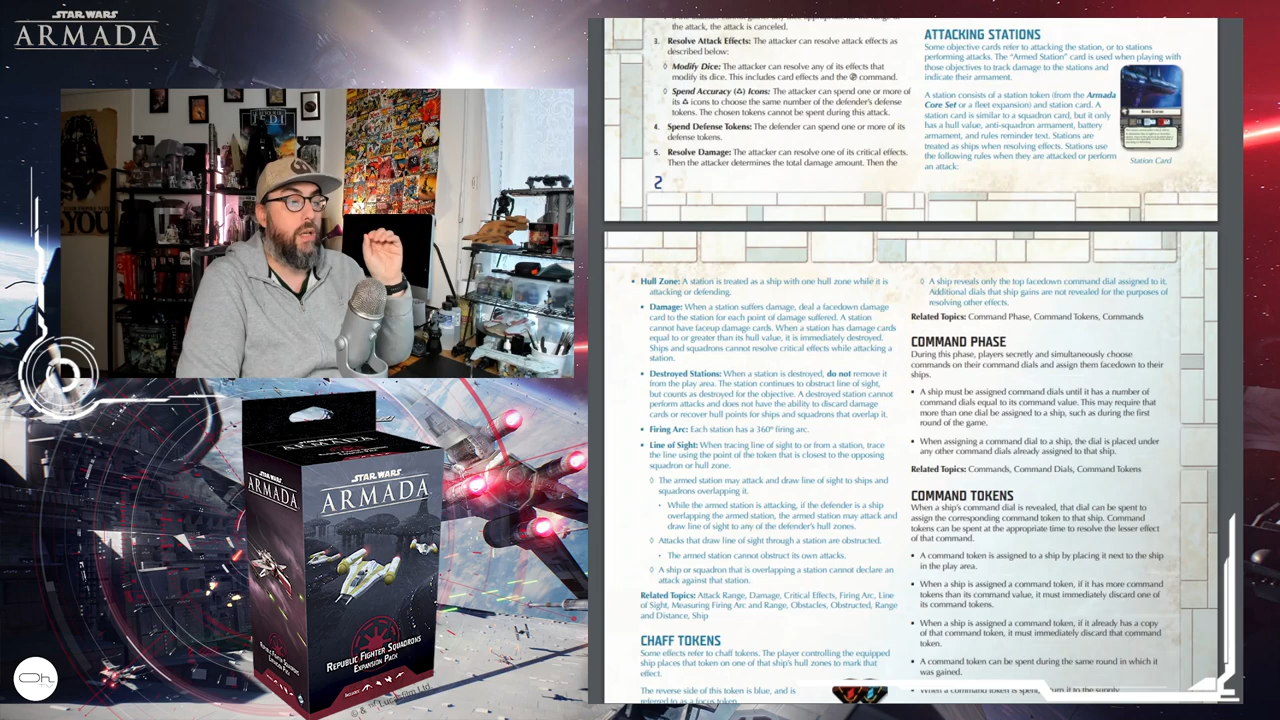 STAR WARS
ARMADA
YOU
STAR WARS
ARMADA
STAR WARS
ARMADA
REPUBLIC FIGHTER SQUADRONS
EXPANSION PACK
© & ™ Lucasfilm Ltd.
the attack, the attack is canceled.
3. Resolve Attack Effects: The attacker can resolve attack effects as
described below:
◊ Modify Dice: The attacker can resolve any of its effects that
modify its dice. This includes card effects and the command.
◊ Spend Accuracy () Icons: The attacker can spend one or more of
its icons to choose the same number of the defender's defense
tokens. The chosen tokens cannot be spent during this attack.
4. Spend Defense Tokens: The defender can spend one or more of its
defense tokens.
5. Resolve Damage: The attacker can resolve one of its critical effects.
Then the attacker determines the total damage amount. Then the
2
ATTACKING STATIONS
Some objective cards refer to attacking the station, or to stations
performing attacks. The "Armed Station" card is used when playing with
those objectives to track damage to the stations and
indicate their armament.
A station consists of a station token (from the Armada
Core Set or a fleet expansion) and station card. A
station card is similar to a squadron card, but it only
has a hull value, anti-squadron armament, battery
armament, and rules reminder text. Stations are
treated as ships when resolving effects. Stations use
the following rules when they are attacked or perform
an attack:
Station Card
• Hull Zone: A station is treated as a ship with one hull zone while it is
attacking or defending.
• Damage: When a station suffers damage, deal a facedown damage
card to the station for each point of damage suffered. A station
cannot have faceup damage cards. When a station has damage cards
equal to or greater than its hull value, it is immediately destroyed.
Ships and squadrons cannot resolve critical effects while attacking a
station.
• Destroyed Stations: When a station is destroyed, do not remove it
from the play area. The station continues to obstruct line of sight,
but counts as destroyed for the objective. A destroyed station cannot
perform attacks and does not have the ability to discard damage
cards or recover hull points for ships and squadrons that overlap it.
• Firing Arc: Each station has a 360º firing arc.
• Line of Sight: When tracing line of sight to or from a station, trace
the line using the point of the token that is closest to the opposing
squadron or hull zone.
◊ The armed station may attack and draw line of sight to ships and
squadrons overlapping it.
• While the armed station is attacking, if the defender is a ship
overlapping the armed station, the armed station may attack and
draw line of sight to any of the defender's hull zones.
◊ Attacks that draw line of sight through a station are obstructed.
• The armed station cannot obstruct its own attacks.
◊ A ship or squadron that is overlapping a station cannot declare an
attack against that station.
Related Topics: Attack Range, Damage, Critical Effects, Firing Arc, Line
of Sight, Measuring Firing Arc and Range, Obstacles, Obstructed, Range
and Distance, Ship
CHAFF TOKENS
Some effects refer to chaff tokens. The player controlling the equipped
ship places that token on one of that ship's hull zones to mark that
effect.
The reverse side of this token is blue, and is
referred to as a focus token.
◊ A ship reveals only the top facedown command dial assigned to it.
Additional dials that ship gains are not revealed for the purposes of
resolving other effects.
Related Topics: Command Phase, Command Tokens, Commands
COMMAND PHASE
During this phase, players secretly and simultaneously choose
commands on their command dials and assign them facedown to their
ships.
• A ship must be assigned command dials until it has a number of
command dials equal to its command value. This may require that
more than one dial be assigned to a ship, such as during the first
round of the game.
• When assigning a command dial to a ship, the dial is placed under
any other command dials already assigned to that ship.
Related Topics: Commands, Command Dials, Command Tokens
COMMAND TOKENS
When a ship's command dial is revealed, that dial can be spent to
assign the corresponding command token to that ship. Command
tokens can be spent at the appropriate time to resolve the lesser effect
of that command.
• A command token is assigned to a ship by placing it next to the ship
in the play area.
• When a ship is assigned a command token, if it has more command
tokens than its command value, it must immediately discard one of
its command tokens.
• When a ship is assigned a command token, if it already has a copy
of that command token, it must immediately discard that command
token.
• A command token can be spent during the same round in which it
was gained.
• When a command token is spent, turn it to the supply.